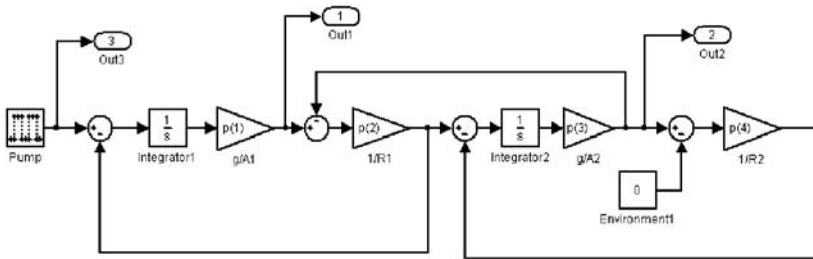 3
Out3
1
Out1
2
Out2
Pump
1
s
Integrator1
p(1)
g/A1
p(2)
1/R1
1
s
Integrator2
p(3)
g/A2
p(4)
1/R2
0
Environment1